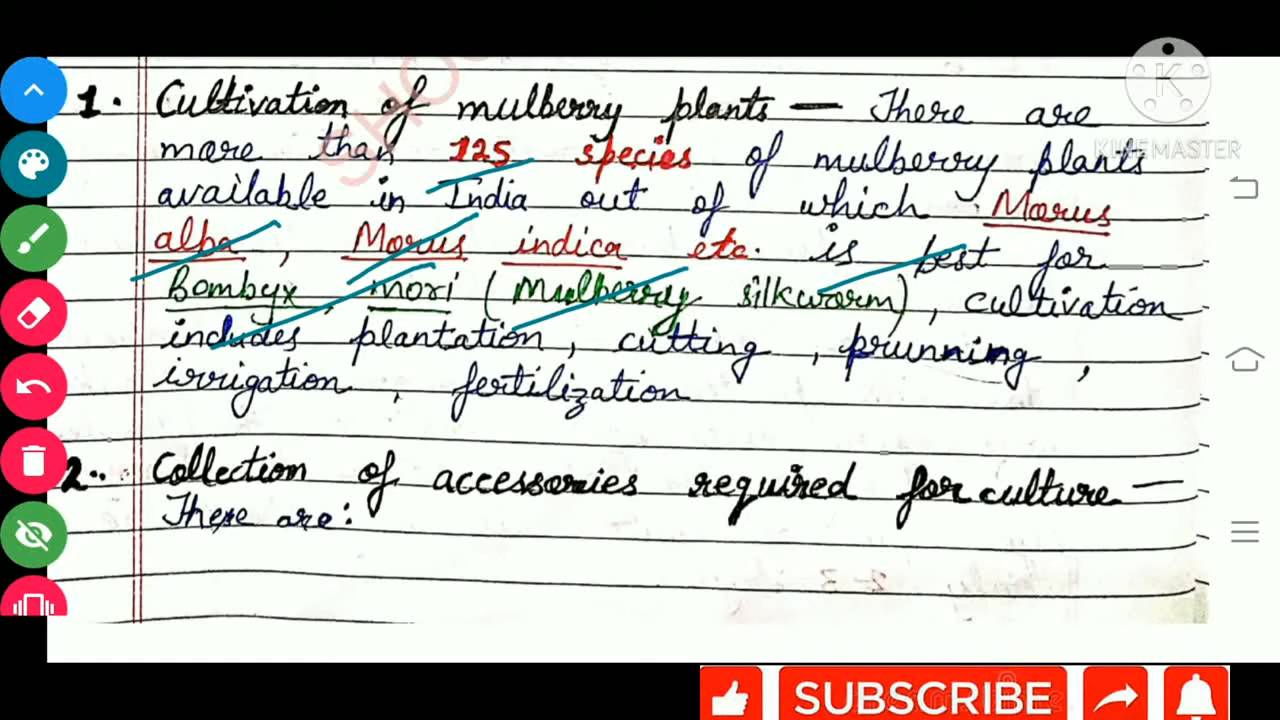 1. Cultivation of mulberry plants — There are
more than 125 species of mulberry plants
available in India out of which Morus
alba, Morus indica etc. is best for
Bombyx mori (Mulberry silkworm), cultivation
includes plantation, cutting, prunning,
irrigation, fertilization
2. Collection of accessories required for culture —
These are:
K
KINEMASTER
SUBSCRIBE